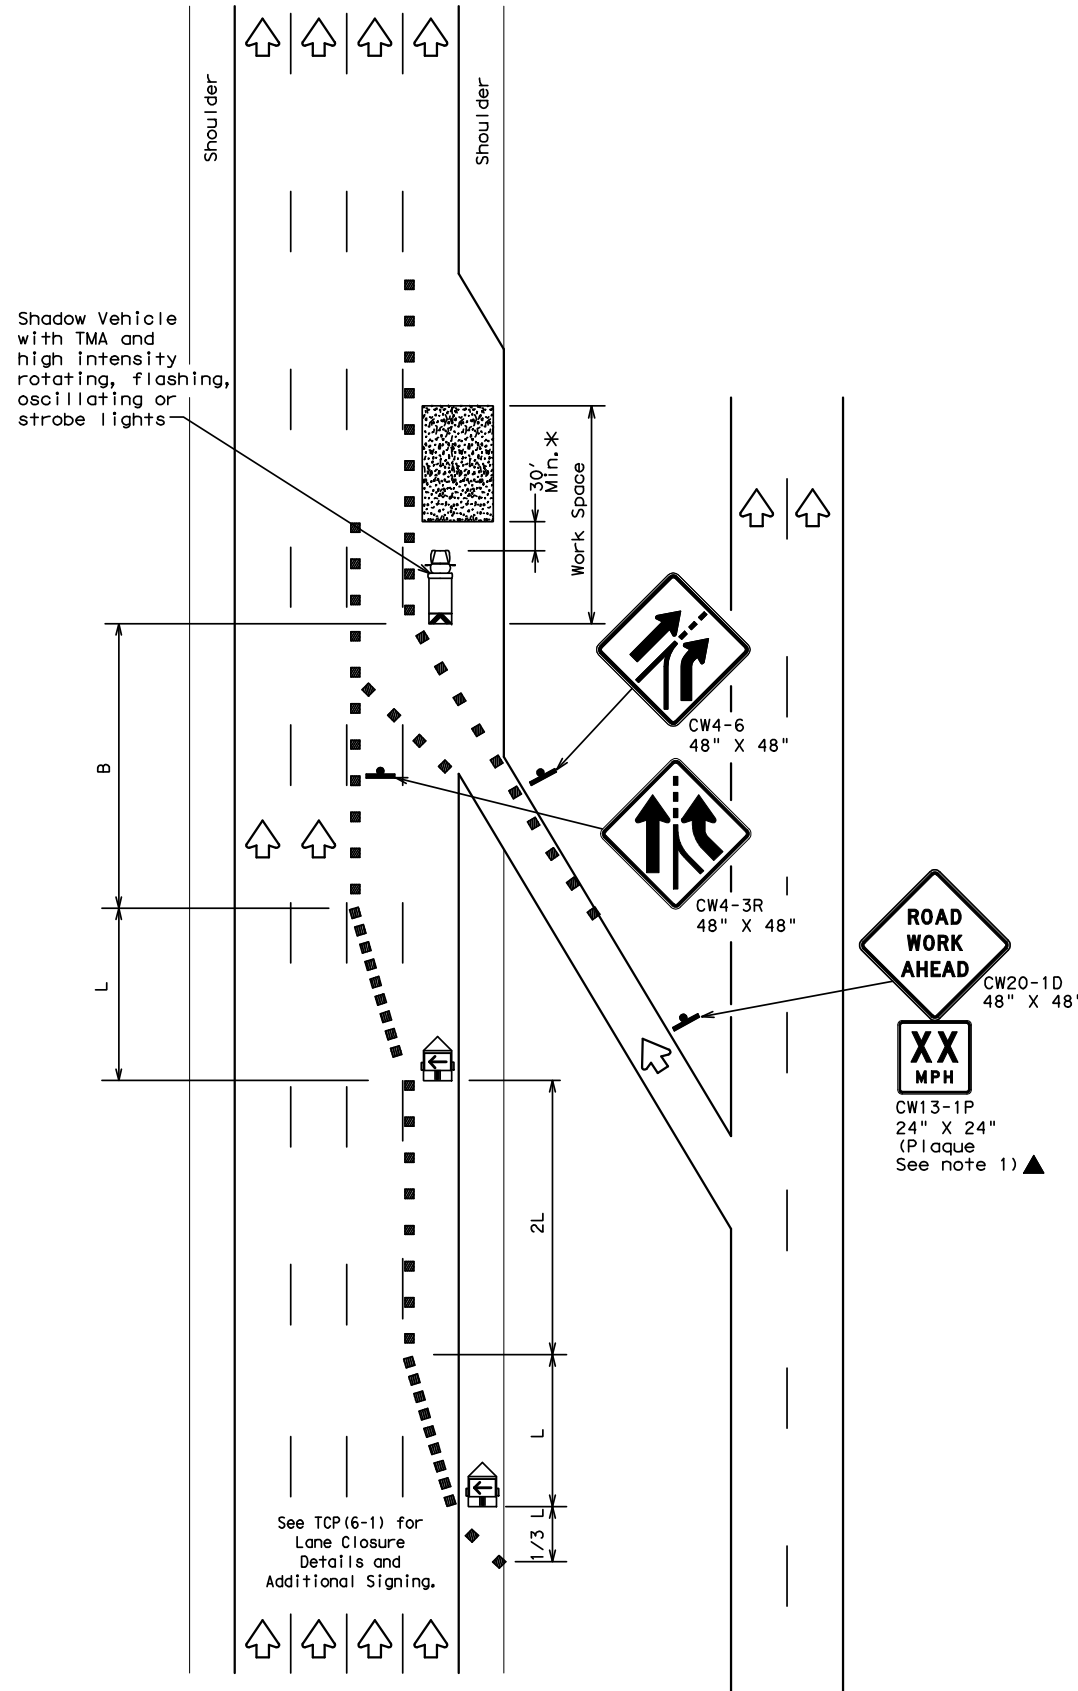 Shoulder
Shoulder
Shadow Vehicle
with TMA and
high intensity
rotating, flashing,
oscillating or
strobe lights
30'
Min.*
Work Space
CW4-6
48" X 48"
B
CW4-3R
48" X 48"
ROAD
WORK
AHEAD
CW20-1D
48" X 48"
XX
MPH
CW13-1P
24" X 24"
(Plaque
See note 1)▲
L
2L
L
1/3 L
See TCP(6-1) for
Lane Closure
Details and
Additional Signing.